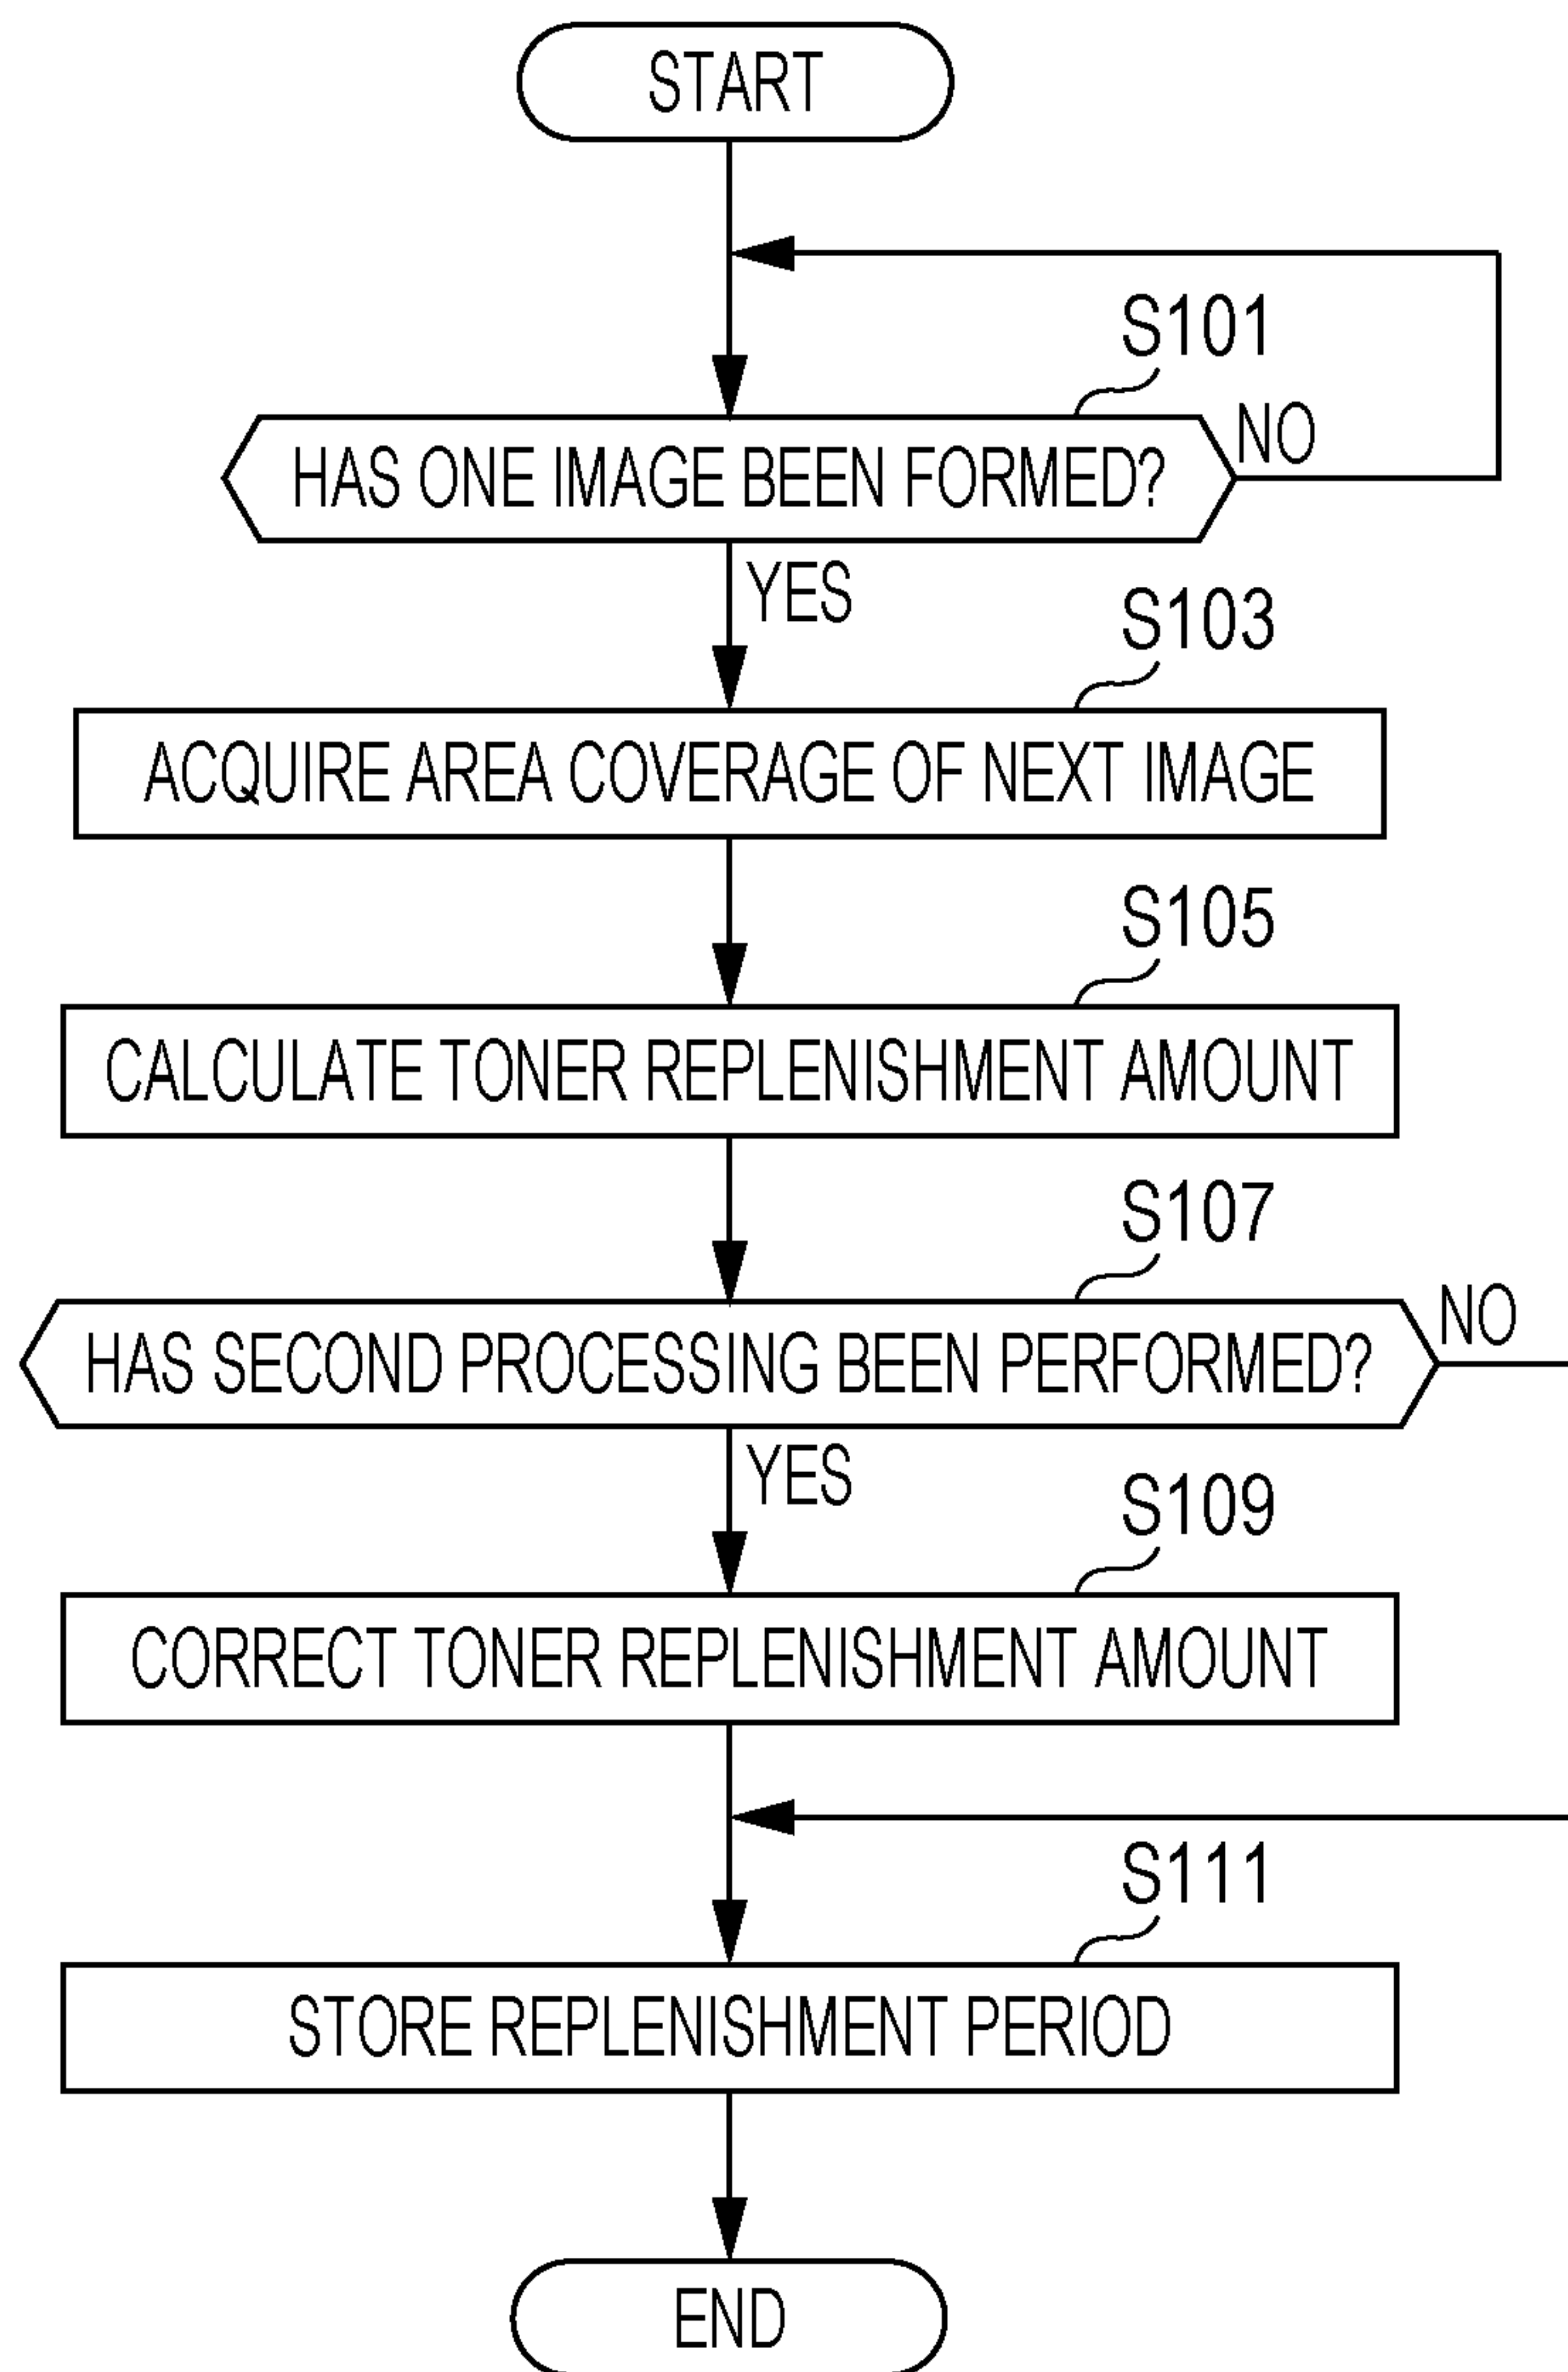 START
S101
HAS ONE IMAGE BEEN FORMED?
NO
YES
S103
ACQUIRE AREA COVERAGE OF NEXT IMAGE
S105
CALCULATE TONER REPLENISHMENT AMOUNT
S107
HAS SECOND PROCESSING BEEN PERFORMED?
NO
YES
S109
CORRECT TONER REPLENISHMENT AMOUNT
S111
STORE REPLENISHMENT PERIOD
END